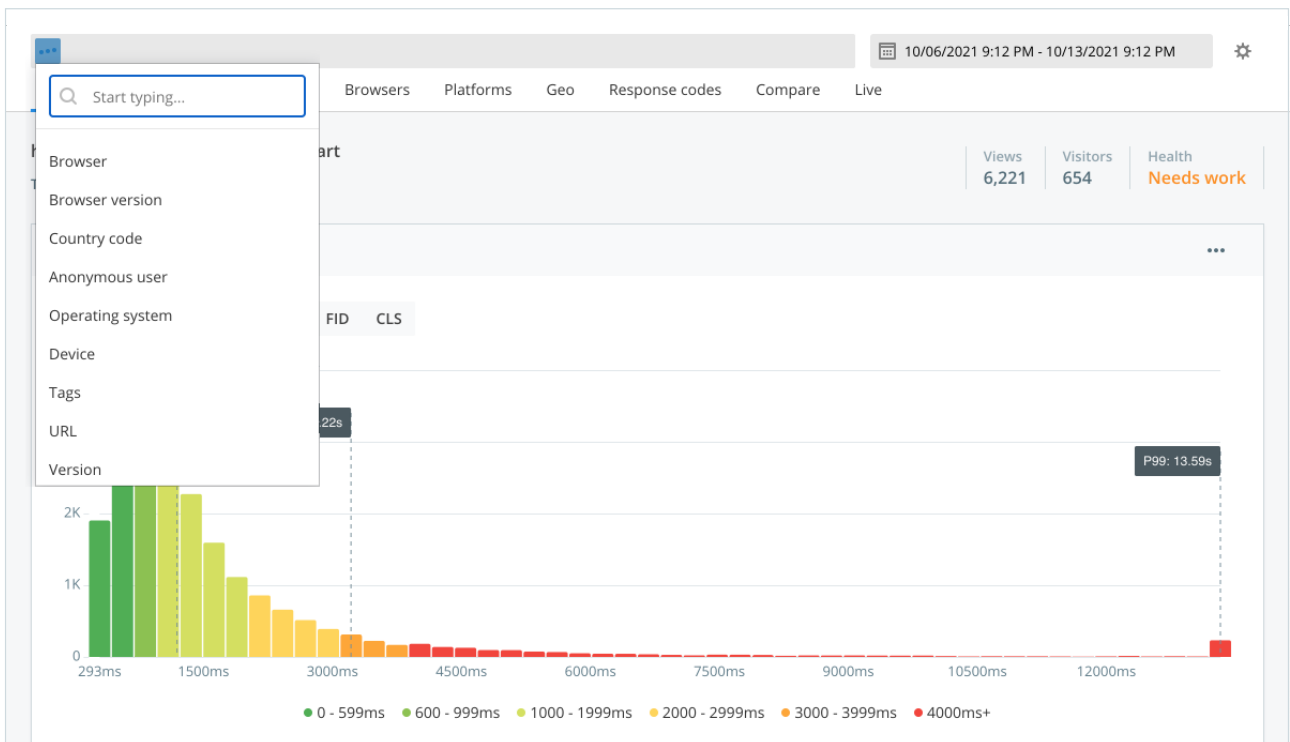 10/06/2021 9:12 PM - 10/13/2021 9:12 PM
Start typing...
Browsers Platforms Geo Response codes Compare Live
art
Views Visitors Health
6,221 654 Needs work
Browser
Browser version
Country code
Anonymous user
Operating system
Device
Tags
URL
Version
FID CLS
.22s
P99: 13.59s
2K
1K
0
293ms 1500ms 3000ms 4500ms 6000ms 7500ms 9000ms 10500ms 12000ms
0 - 599ms 600 - 999ms 1000 - 1999ms 2000 - 2999ms 3000 - 3999ms 4000ms+